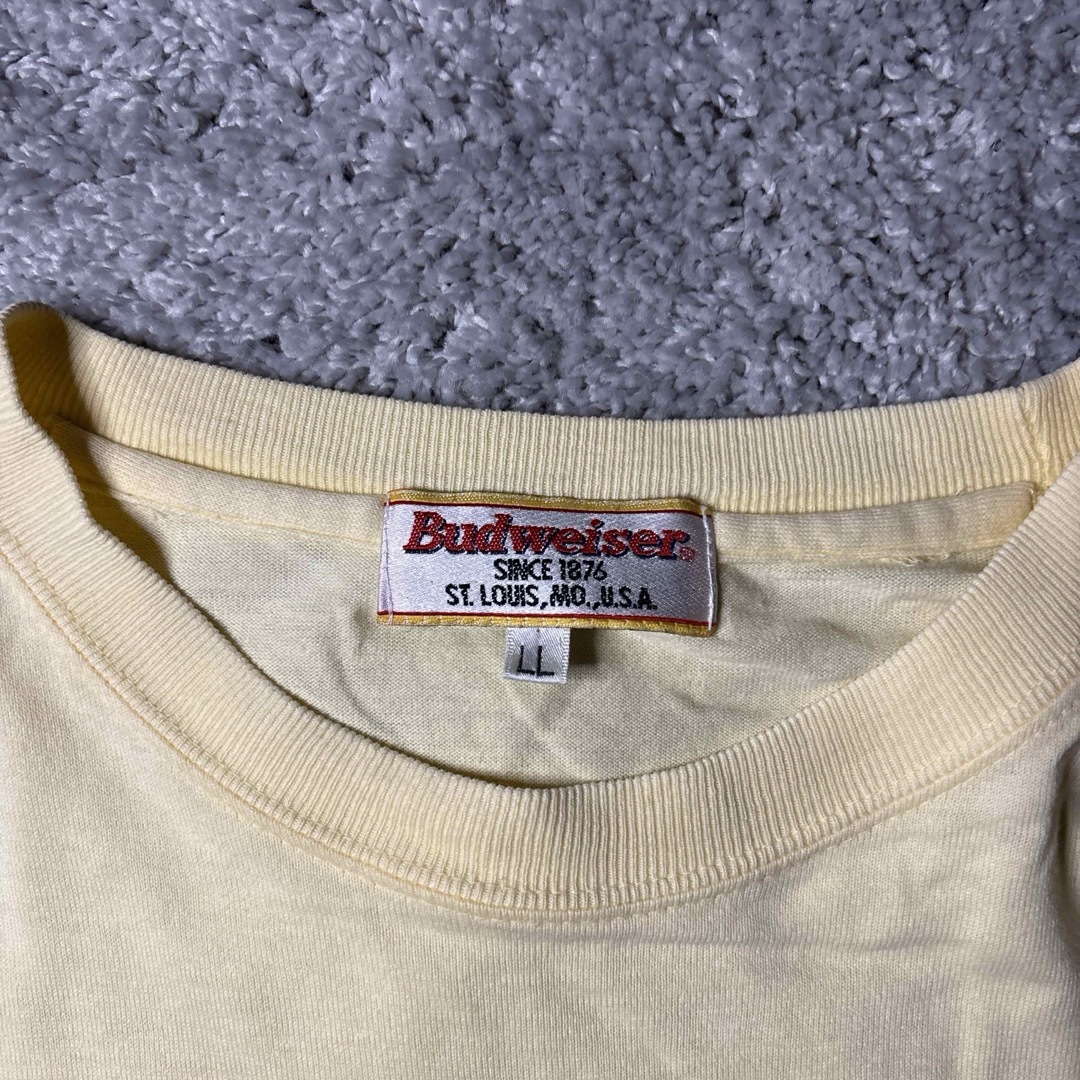 Budweiser®
SINCE 1876
ST. LOUIS, MO., U.S.A.
LL